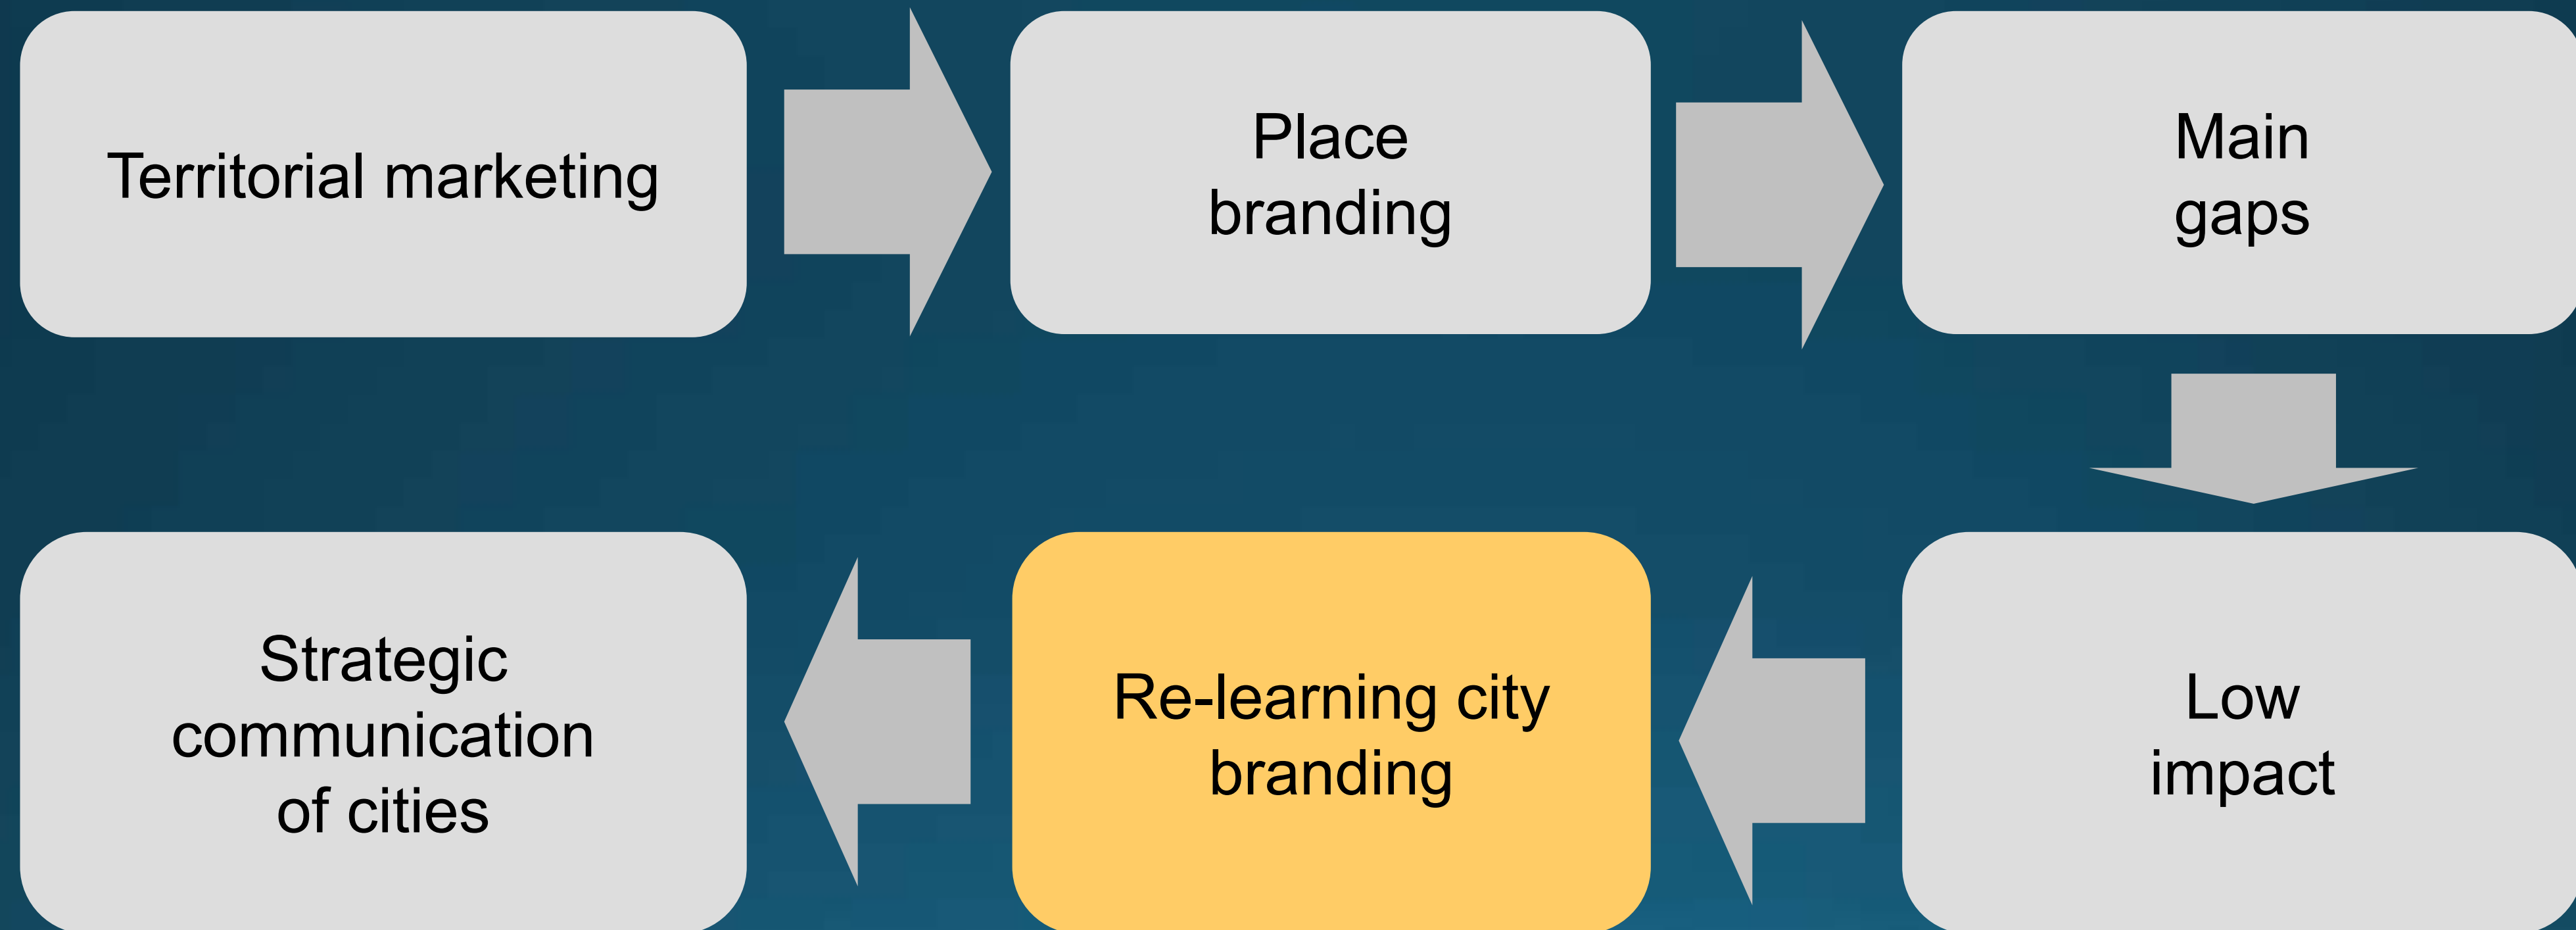 Territorial marketing
Place
branding
Main
gaps
Strategic
communication
of cities
Re-learning city
branding
Low
impact